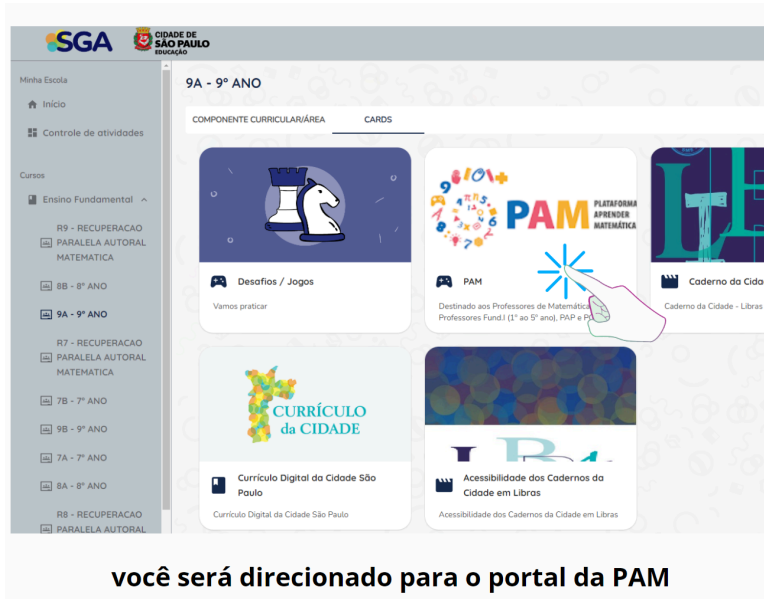 SGA
CIDADE DE
SÃO PAULO
EDUCAÇÃO
Minha Escola
Início
Controle de atividades
Cursos
Ensino Fundamental
R9 - RECUPERACAO
PARALELA AUTORAL
MATEMATICA
8B - 8º ANO
9A - 9º ANO
R7 - RECUPERACAO
PARALELA AUTORAL
MATEMATICA
7B - 7º ANO
9B - 9º ANO
7A - 7º ANO
8A - 8º ANO
R8 - RECUPERACAO
PARALELA AUTORAL
9A - 9º ANO
COMPONENTE CURRICULAR/ÁREA
CARDS
Desafios / Jogos
Vamos praticar
PAM
PLATAFORMA
APRENDER
MATEMÁTICA
PAM
Destinado aos Professores de Matemática
Professores Fund.I (1º ao 5º ano), PAP e
Caderno da
Caderno da Cidade - Libras
CURRÍCULO
da CIDADE
Currículo Digital da Cidade São
Paulo
Currículo Digital da Cidade São Paulo
Acessibilidade dos Cadernos da
Cidade em Libras
Acessibilidade dos Cadernos da Cidade em Libras
você será direcionado para o portal da PAM